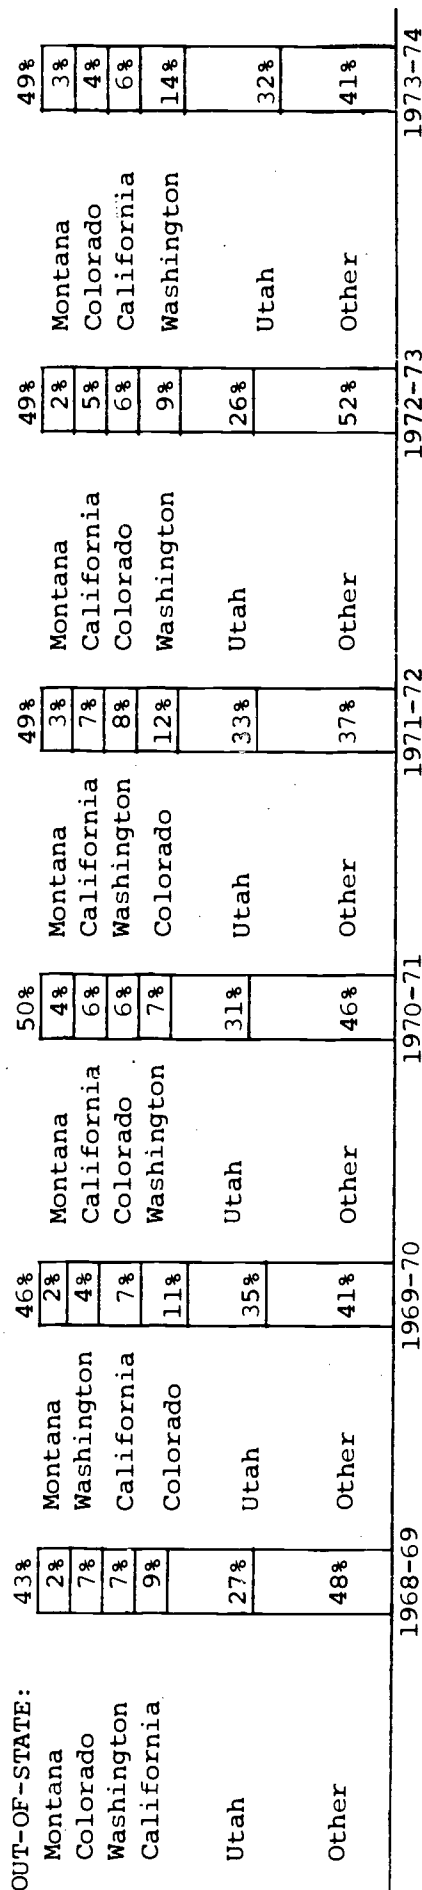 OUT-OF-STATE: 43% 46% 50% 49% 49% 49%
Montana 2% Montana 2% Montana 4% Montana 3% Montana 2% Montana 3%
Colorado 7% Washington 4% California 6% California 7% California 5% Colorado 4%
Washington 7% California 7% Colorado 6% Washington 8% Colorado 6% California 6%
California 9% Colorado 11% Washington 7% Colorado 12% Washington 9% Washington 14%
Utah 27% Utah 35% Utah 31% Utah 33% Utah 26% Utah 32%
Other 48% Other 41% Other 46% Other 37% Other 52% Other 41%
1968-69 1969-70 1970-71 1971-72 1972-73 1973-74